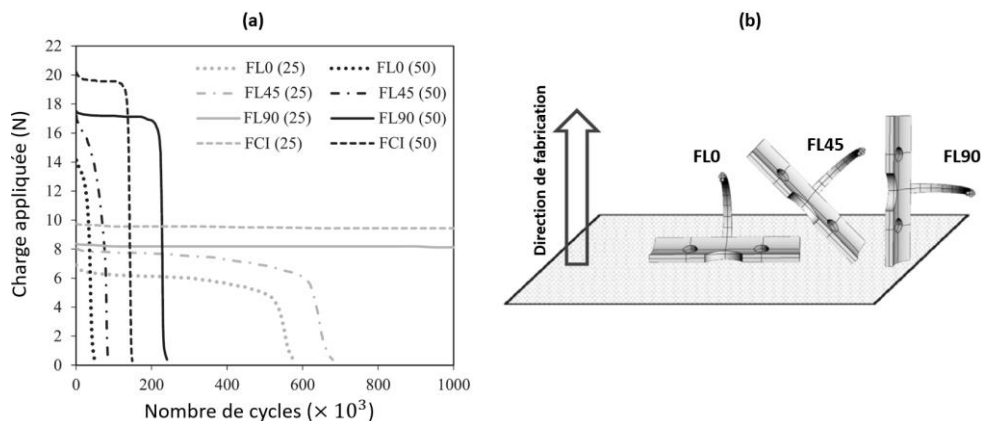 (a)
(b)
22
20
18
16
14
12
10
8
6
4
2
0
Charge appliquée (N)
FL0 (25)
FL0 (50)
FL45 (25)
FL45 (50)
FL90 (25)
FL90 (50)
FCI (25)
FCI (50)
0
200
400
600
800
1000
Nombre de cycles (× 10³)
Direction de fabrication
FL0
FL45
FL90